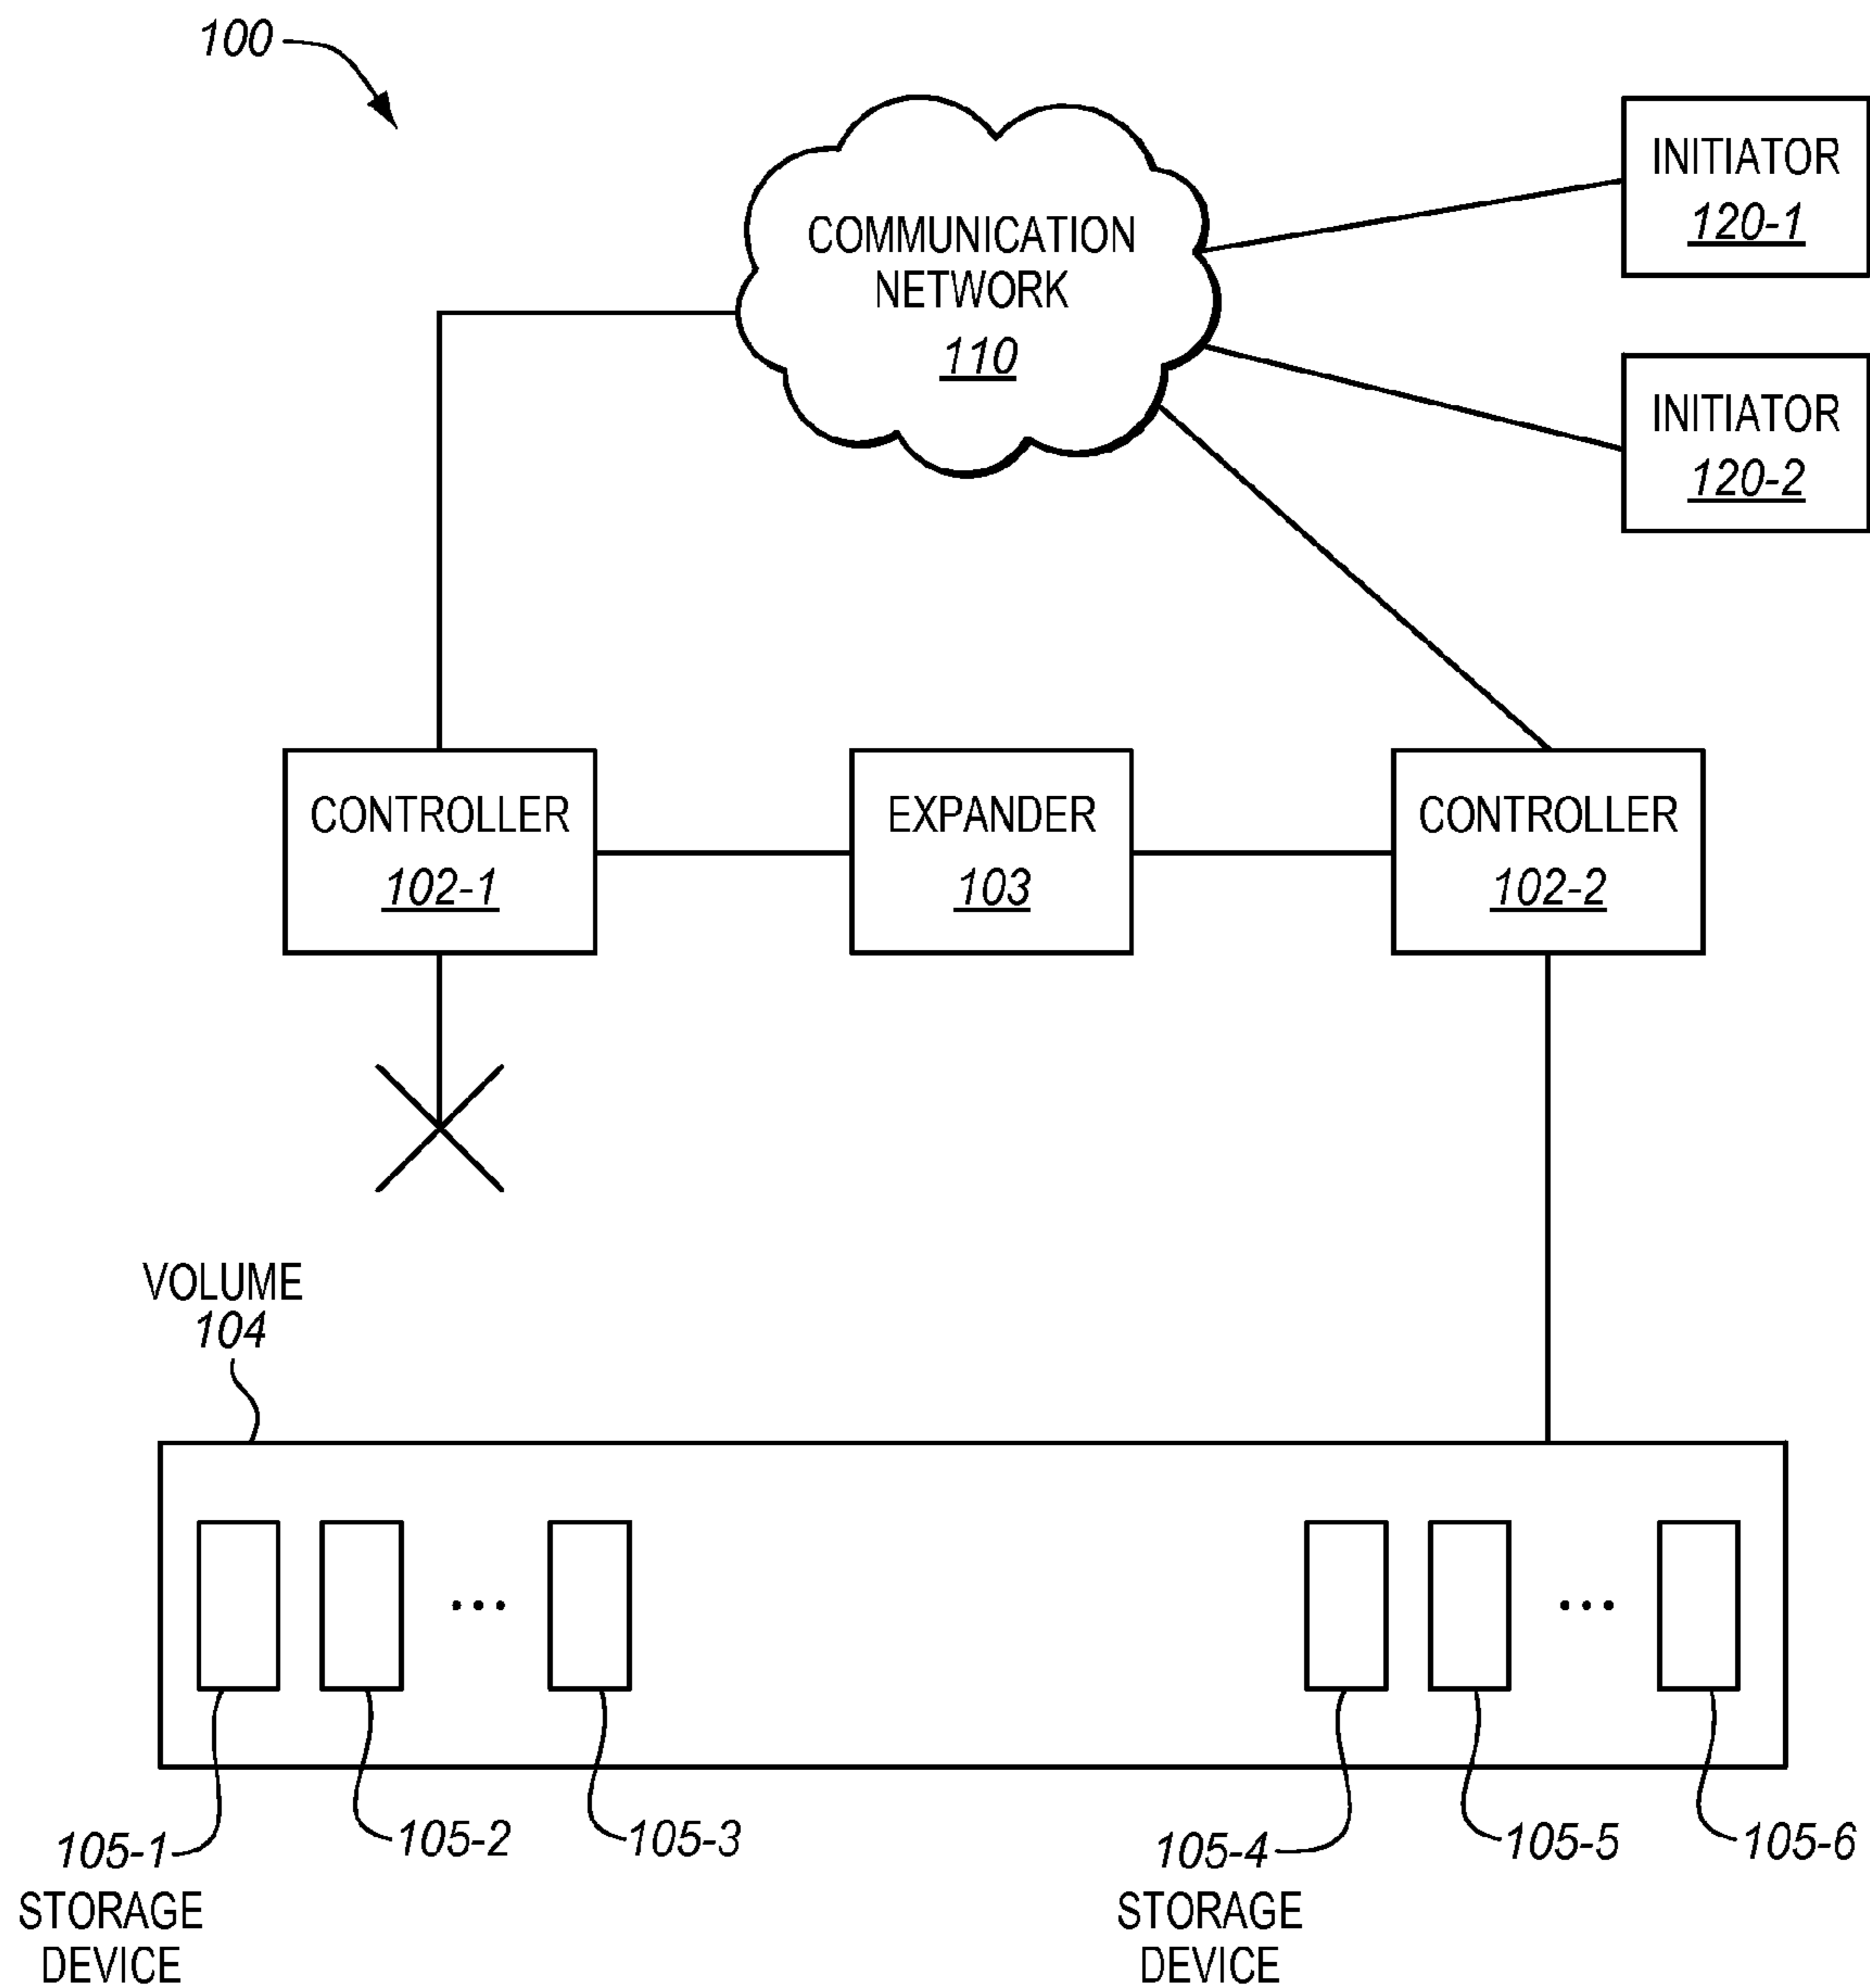 100
COMMUNICATION
NETWORK
110
INITIATOR
120-1
INITIATOR
120-2
CONTROLLER
102-1
EXPANDER
103
CONTROLLER
102-2
VOLUME
104
...
...
105-1
STORAGE
DEVICE
105-2
105-3
105-4
STORAGE
DEVICE
105-5
105-6